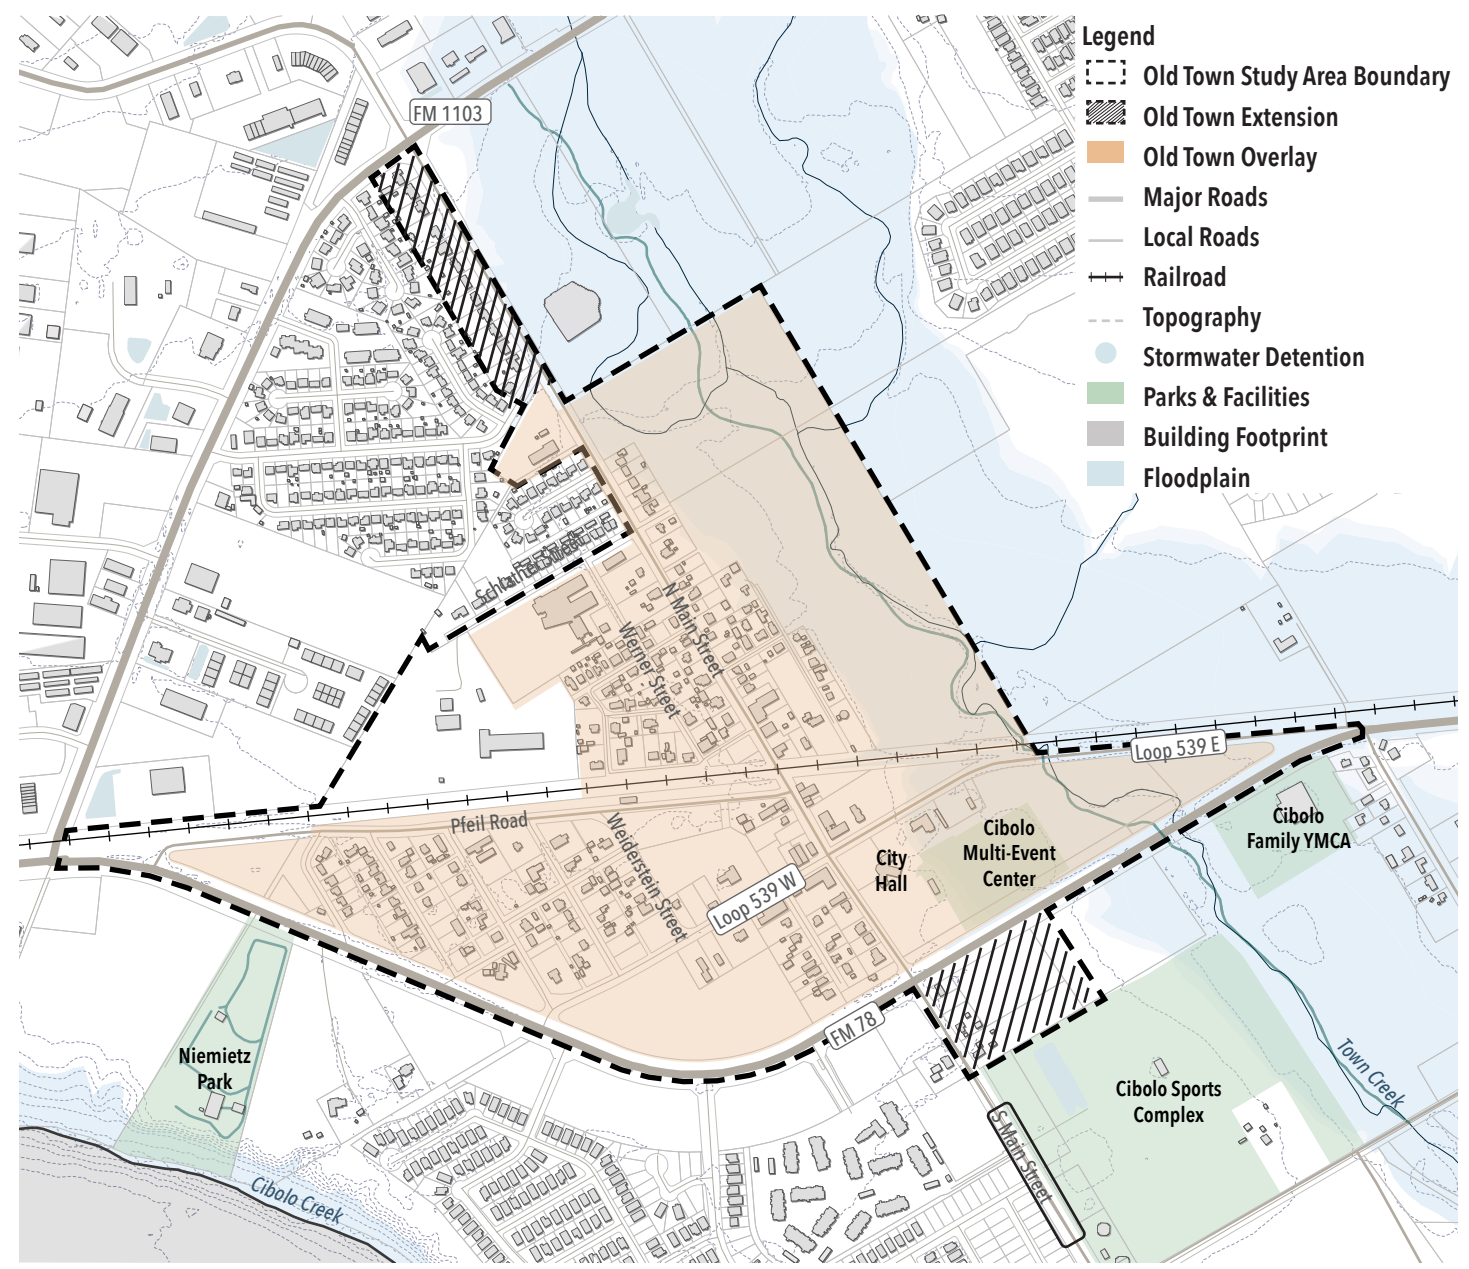 Legend
Old Town Study Area Boundary
Old Town Extension
Old Town Overlay
Major Roads
Local Roads
Railroad
Topography
Stormwater Detention
Parks & Facilities
Building Footprint
Floodplain
FM 1103
Schlather Street
N Main Street
Werner Street
Loop 539 E
Pfeil Road
Weiderstein Street
Loop 539 W
City
Hall
Cibolo
Multi-Event
Center
Cibolo
Family YMCA
FM 78
Niemietz
Park
Cibolo Creek
Cibolo Sports
Complex
Town Creek
S Main Street